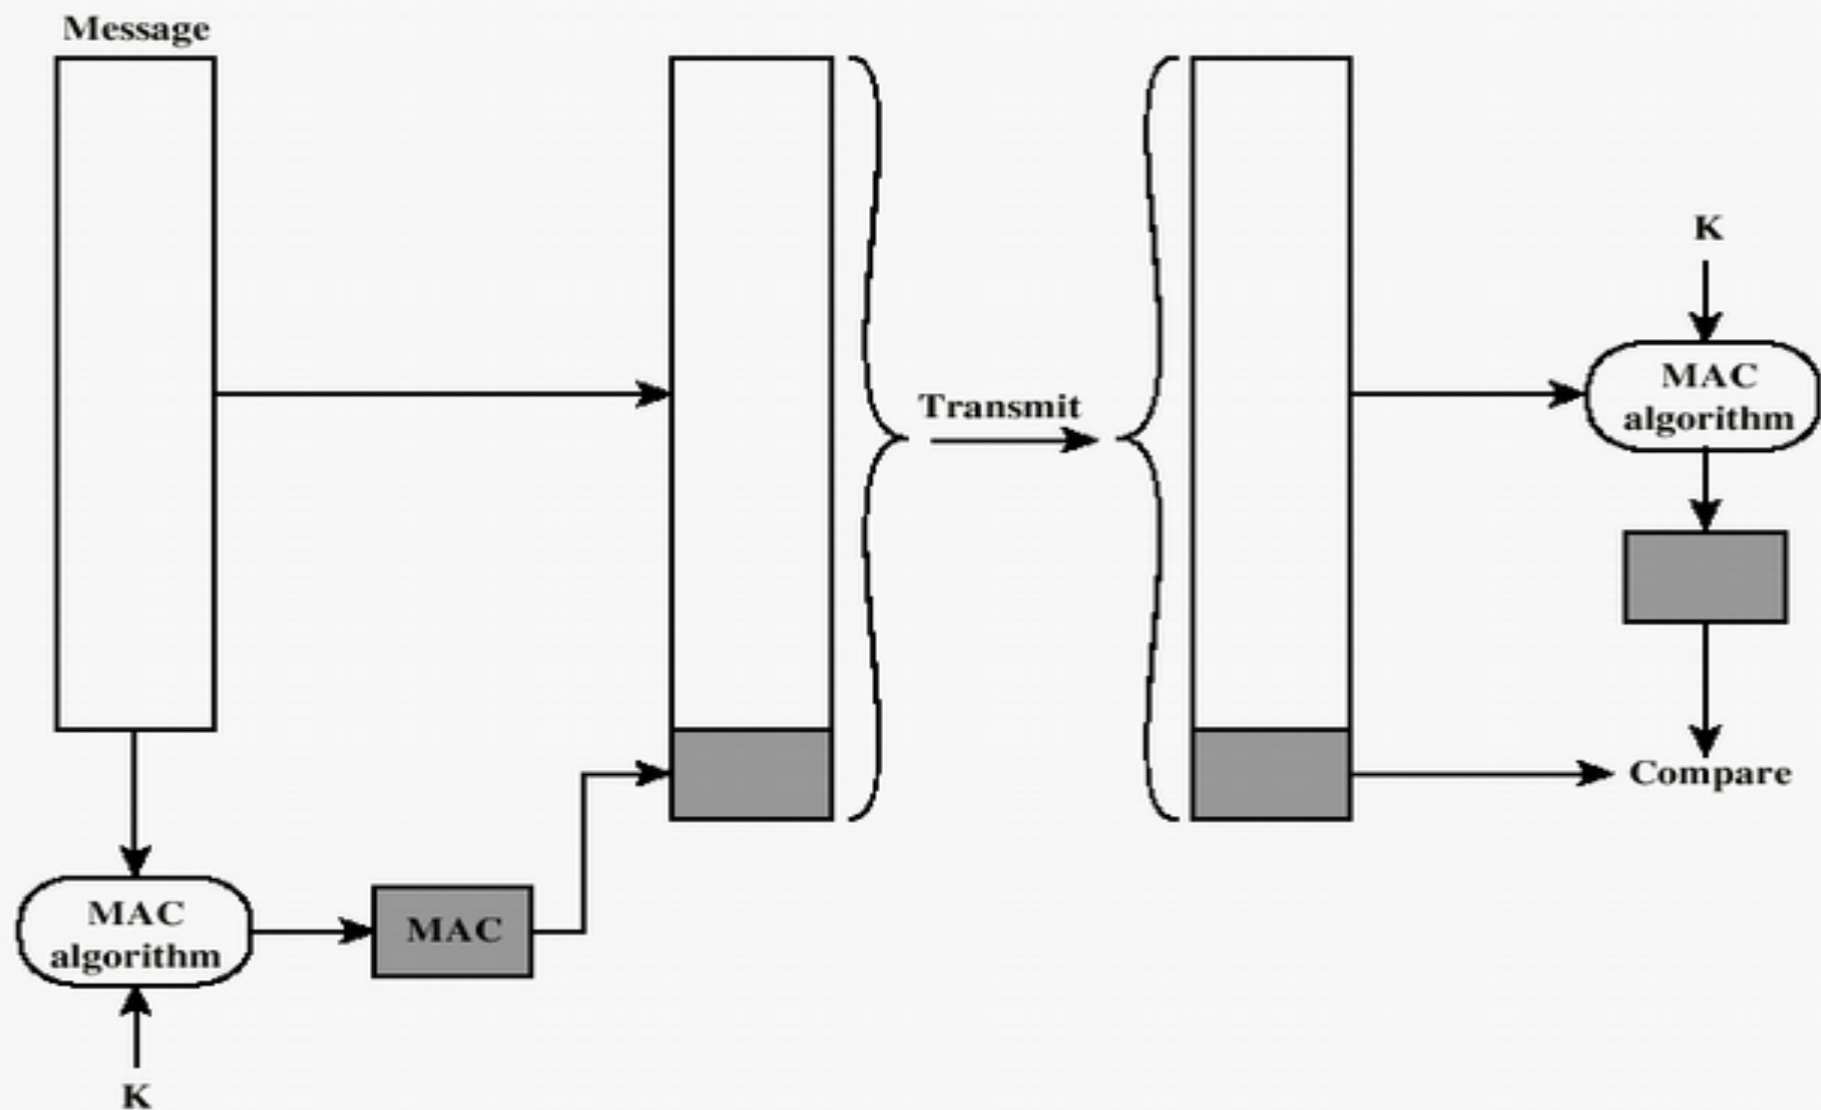 Message
K
Transmit
MAC
algorithm
Compare
MAC
algorithm
MAC
K